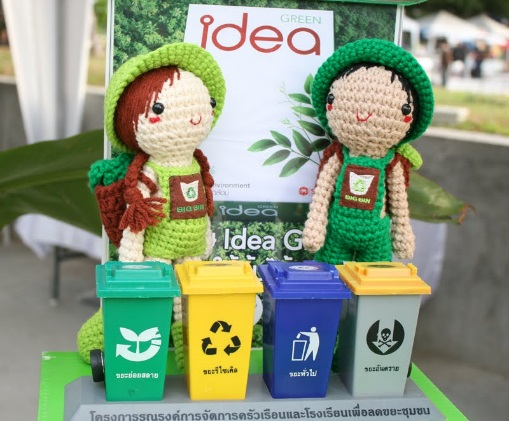 GREEN
idea
BIG BIN
BIG BIN
idea
Idea G
ขยะย่อยสลาย
ขยะรีไซเคิล
ขยะทั่วไป
ขยะอันตราย
โครงการรณรงค์การจัดการครัวเรือนและโรงเรียนเพื่อลดขยะชุมชน